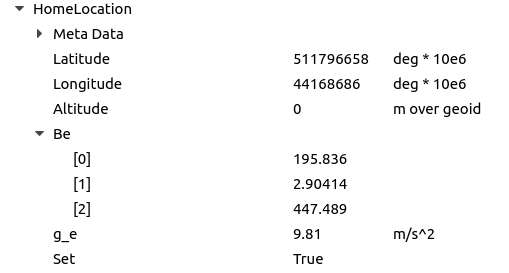 HomeLocation
Meta Data
Latitude 511796658 deg * 10e6
Longitude 44168686 deg * 10e6
Altitude 0 m over geoid
Be
[0] 195.836
[1] 2.90414
[2] 447.489
g_e 9.81 m/s^2
Set True